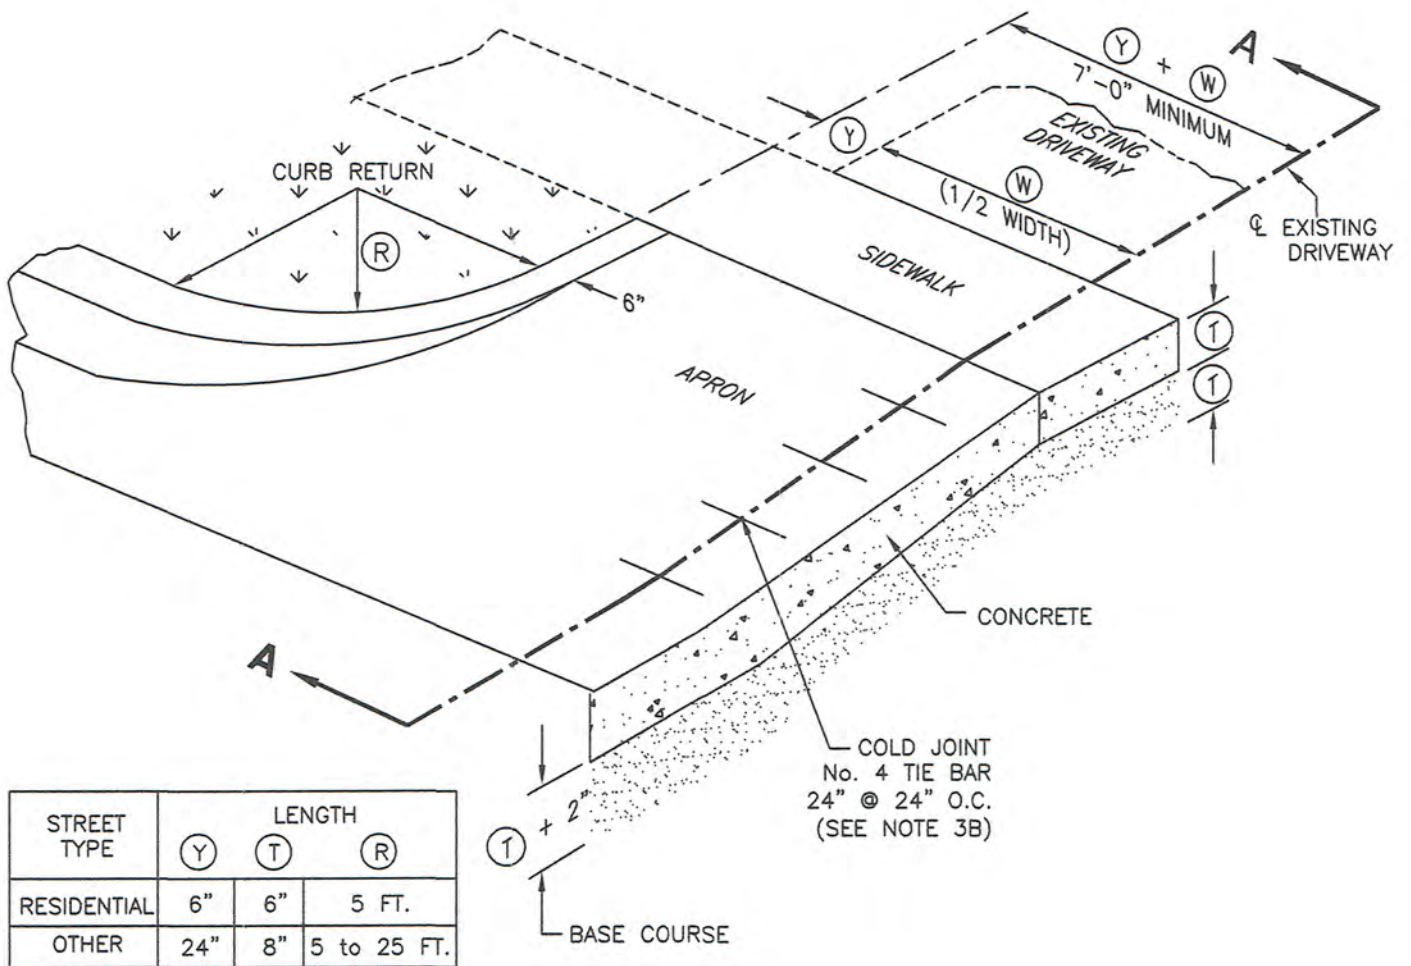 Y + W
7'-0" MINIMUM
A
Y
EXISTING
DRIVEWAY
W
(1/2 WIDTH)
℄ EXISTING
DRIVEWAY
CURB RETURN
R
6"
SIDEWALK
APRON
T
T
CONCRETE
A
COLD JOINT
No. 4 TIE BAR
24" @ 24" O.C.
(SEE NOTE 3B)
T + 2"
BASE COURSE
STREET
TYPE
LENGTH
Y T R
RESIDENTIAL 6" 6" 5 FT.
OTHER 24" 8" 5 to 25 FT.